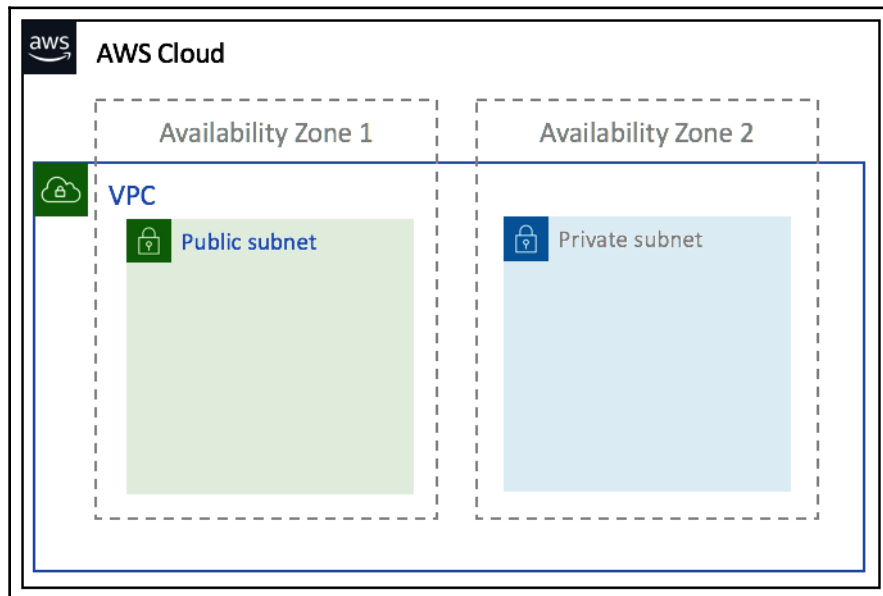 aws
AWS Cloud
Availability Zone 1
Availability Zone 2
VPC
Public subnet
Private subnet